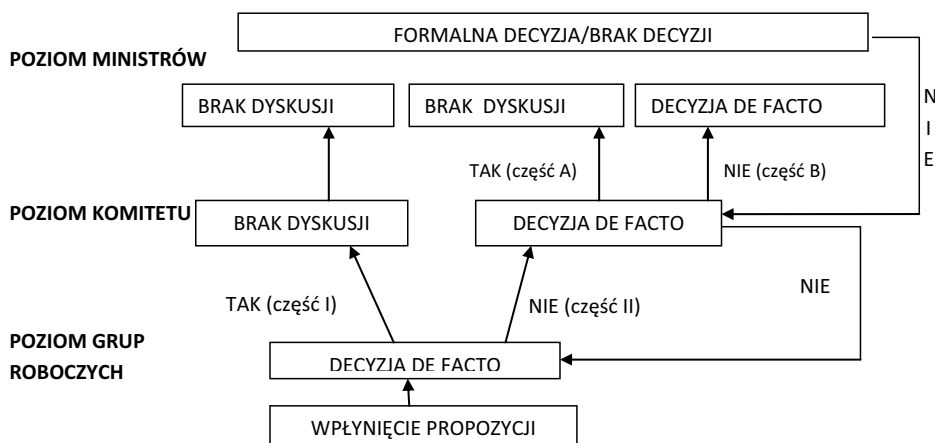 FORMALNA DECYZJA/BRAK DECYZJI
POZIOM MINISTRÓW
BRAK DYSKUSJI
BRAK DYSKUSJI
DECYZJA DE FACTO
N
I
E
TAK (część A)
NIE (część B)
POZIOM KOMITETU
BRAK DYSKUSJI
DECYZJA DE FACTO
NIE
TAK (część I)
NIE (część II)
POZIOM GRUP
ROBOCZYCH
DECYZJA DE FACTO
WPŁYNIĘCIE PROPOZYCJI